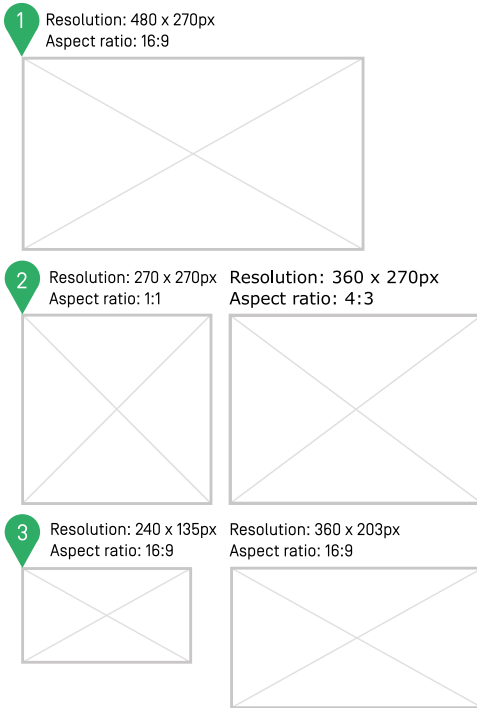 1
Resolution: 480 x 270px
Aspect ratio: 16:9
2
Resolution: 270 x 270px
Aspect ratio: 1:1
Resolution: 360 x 270px
Aspect ratio: 4:3
3
Resolution: 240 x 135px
Aspect ratio: 16:9
Resolution: 360 x 203px
Aspect ratio: 16:9